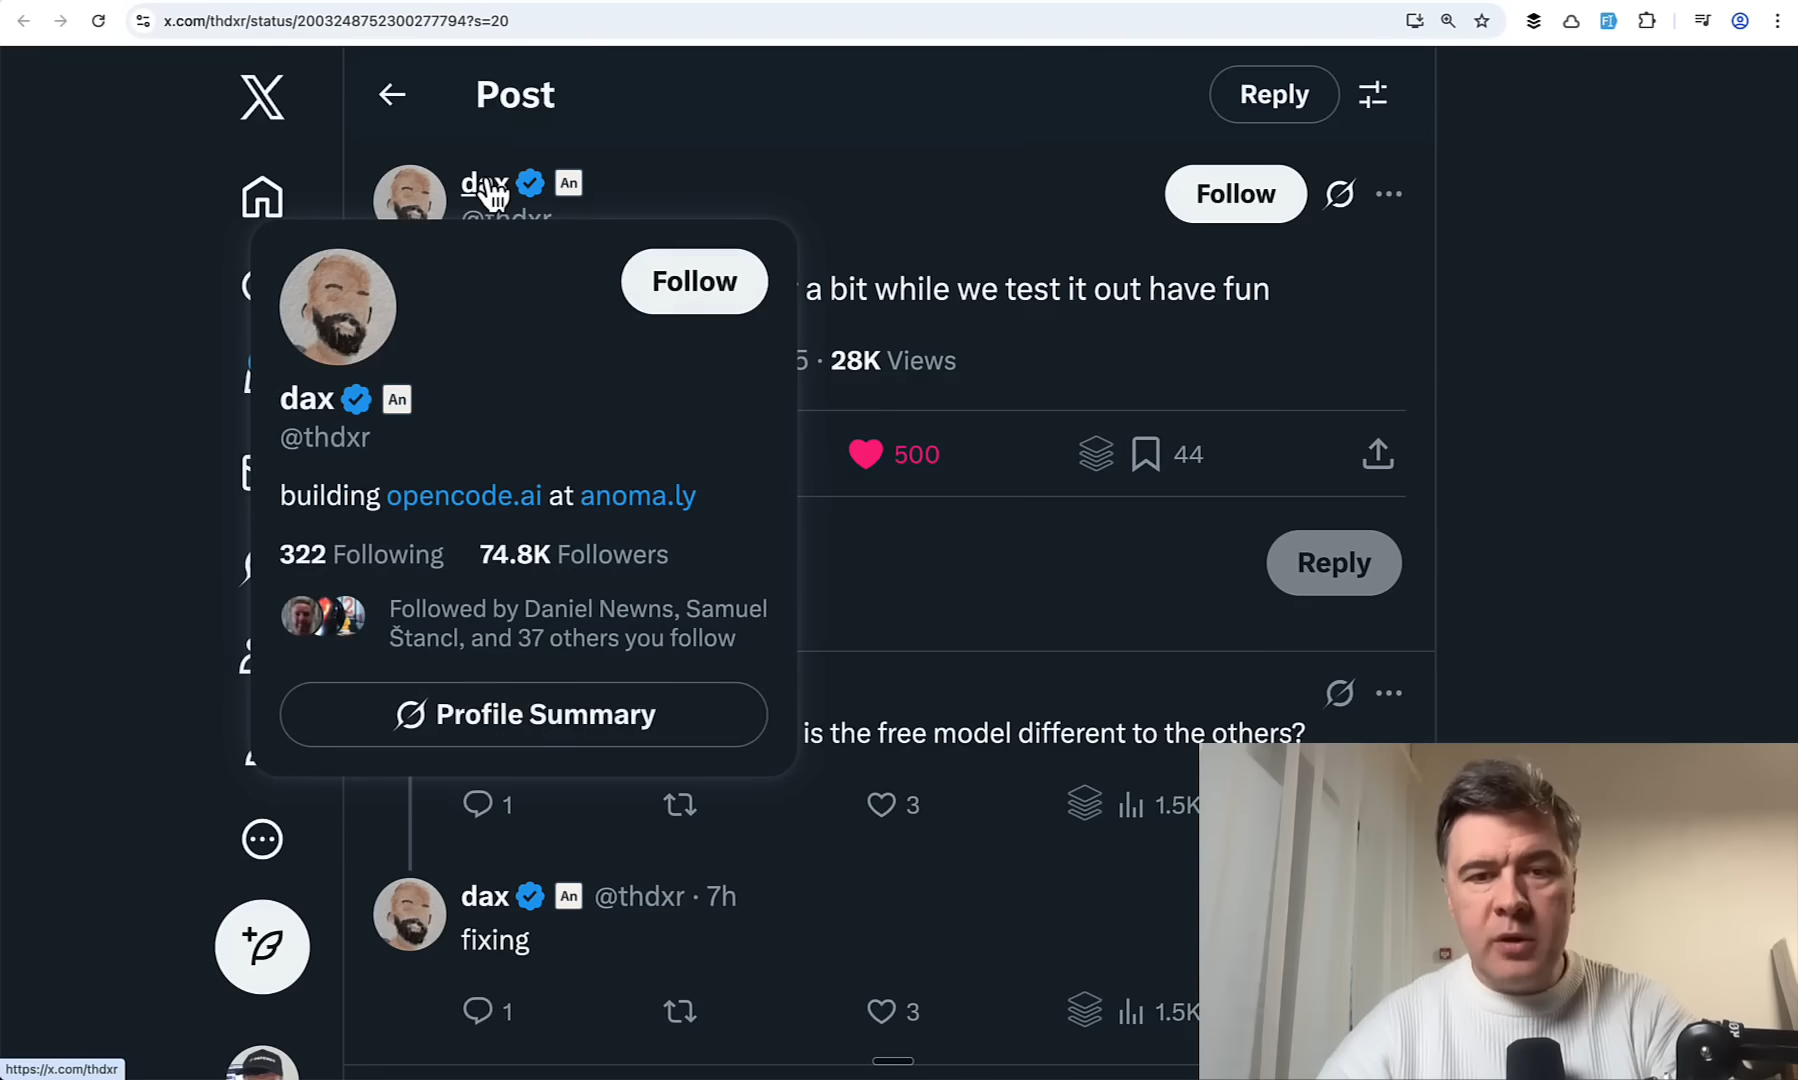 x.com/thdxr/status/2003248752300277794?s=20
Post
Reply
dax An
@thdxr
Follow
Follow
a bit while we test it out have fun
5 · 28K Views
dax An
@thdxr
500
44
building opencode.ai at anoma.ly
322 Following 74.8K Followers
Reply
Followed by Daniel Newns, Samuel
Štancl, and 37 others you follow
Profile Summary
is the free model different to the others?
1
3
1.5K
dax An @thdxr · 7h
fixing
1
3
1.5K
https://x.com/thdxr